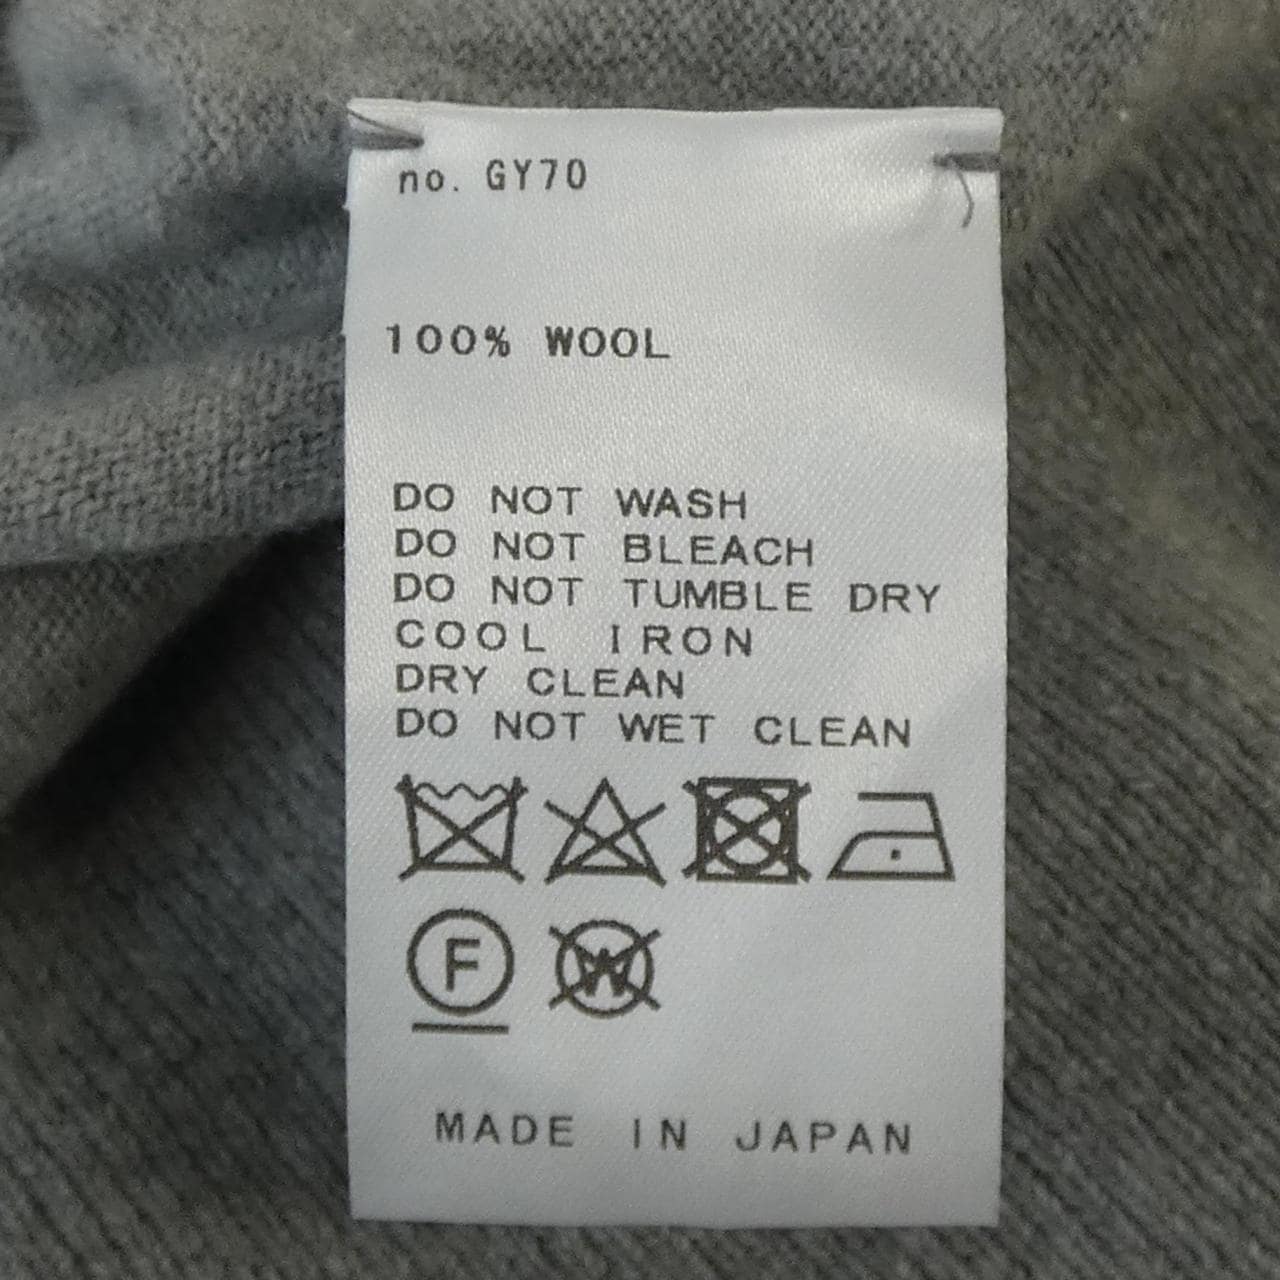 no. GY70
100% WOOL
DO NOT WASH
DO NOT BLEACH
DO NOT TUMBLE DRY
COOL IRON
DRY CLEAN
DO NOT WET CLEAN
F W
MADE IN JAPAN